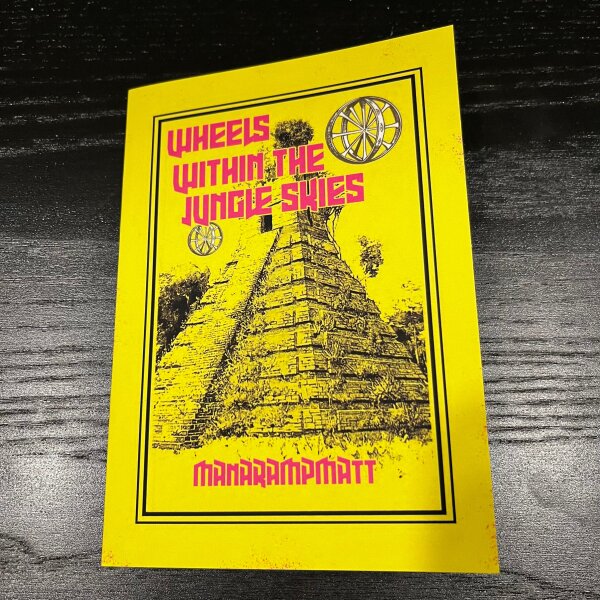 WHEELS
WITHIN THE
JUNGLE SKIES
MANARAMPMATT